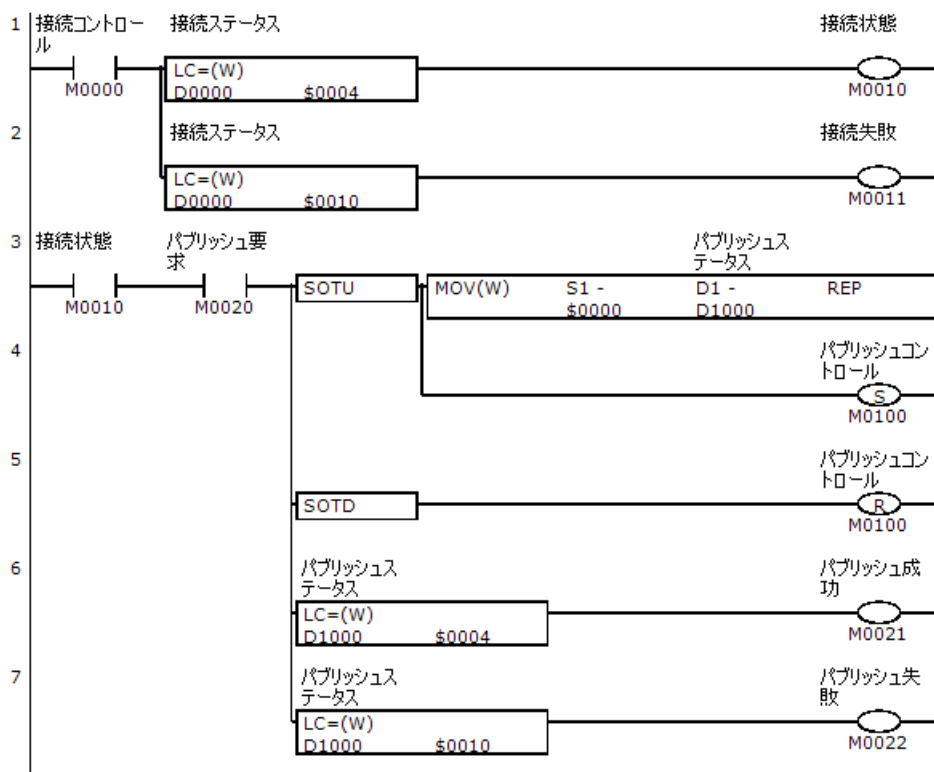 1
接続コントロー
ル
接続ステータス
接続状態
M0000
LC=(W)
D0000 $0004
M0010
2
接続ステータス
接続失敗
LC=(W)
D0000 $0010
M0011
3
接続状態
パブリッシュ要
求
パブリッシュス
テータス
M0010
M0020
SOTU
MOV(W) S1 - D1 - REP
$0000 D1000
4
パブリッシュコン
トロール
S
M0100
5
パブリッシュコン
トロール
SOTD
R
M0100
6
パブリッシュス
テータス
パブリッシュ成
功
LC=(W)
D1000 $0004
M0021
7
パブリッシュス
テータス
パブリッシュ失
敗
LC=(W)
D1000 $0010
M0022